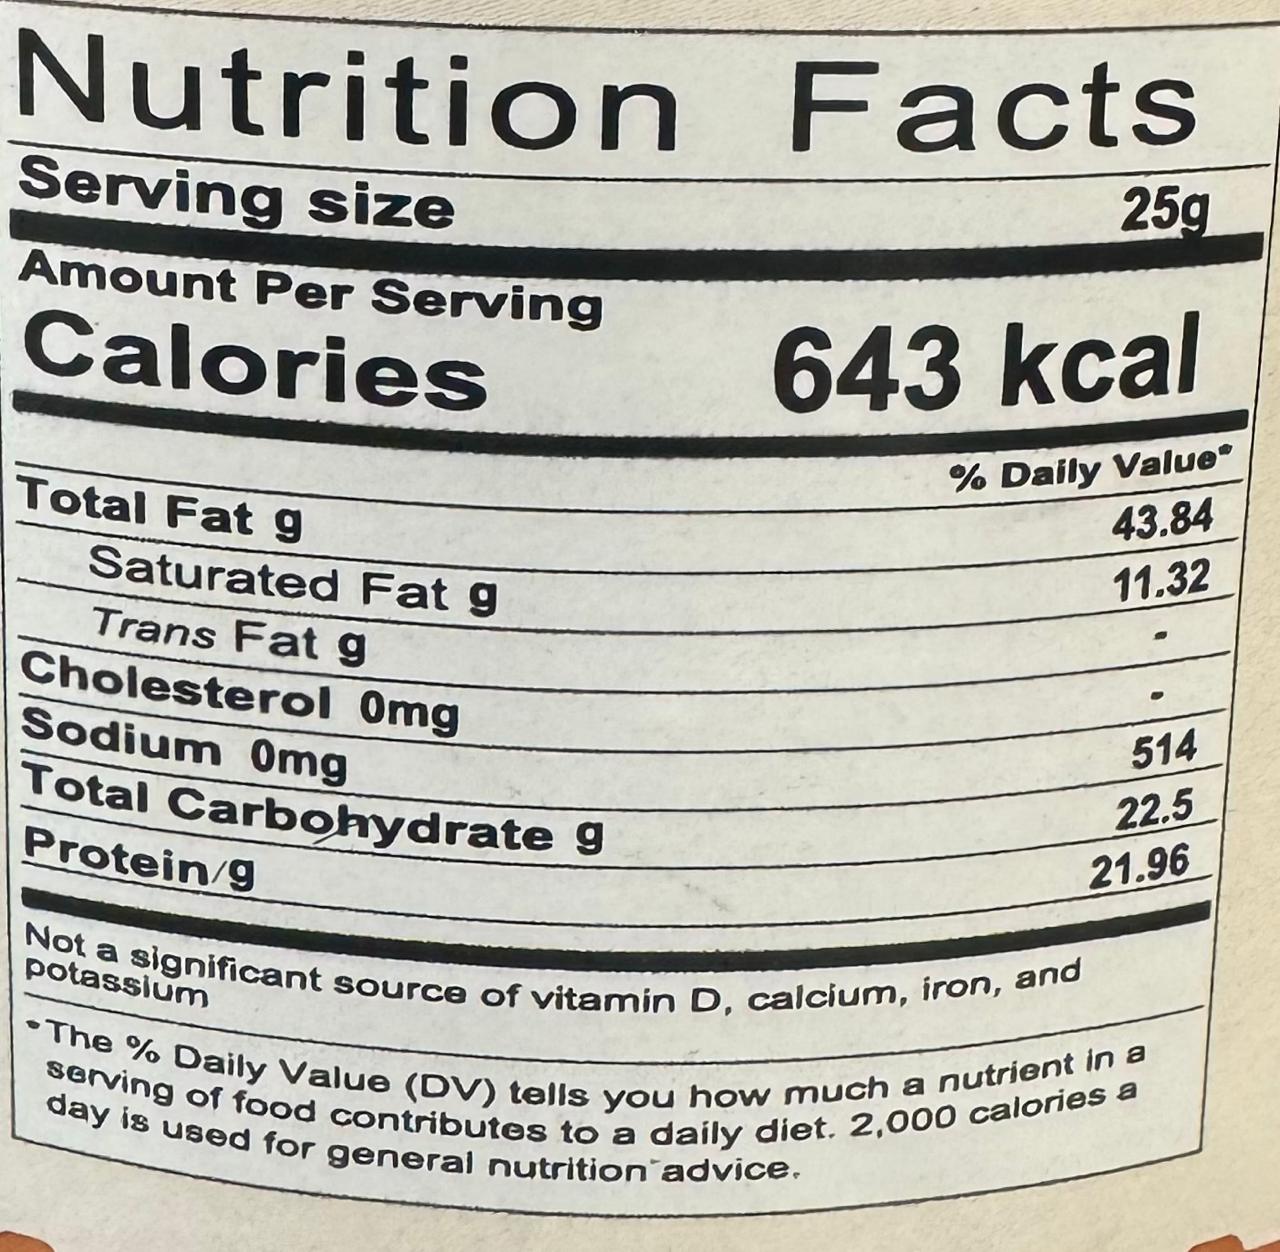 Nutrition Facts
Serving size 25g
Amount Per Serving
Calories 643 kcal
% Daily Value*
Total Fat g 43.84
Saturated Fat g 11.32
Trans Fat g -
Cholesterol 0mg -
Sodium 0mg 514
Total Carbohydrate g 22.5
Protein/g 21.96
Not a significant source of vitamin D, calcium, iron, and
potassium
*The % Daily Value (DV) tells you how much a nutrient in a
serving of food contributes to a daily diet. 2,000 calories a
day is used for general nutrition advice.